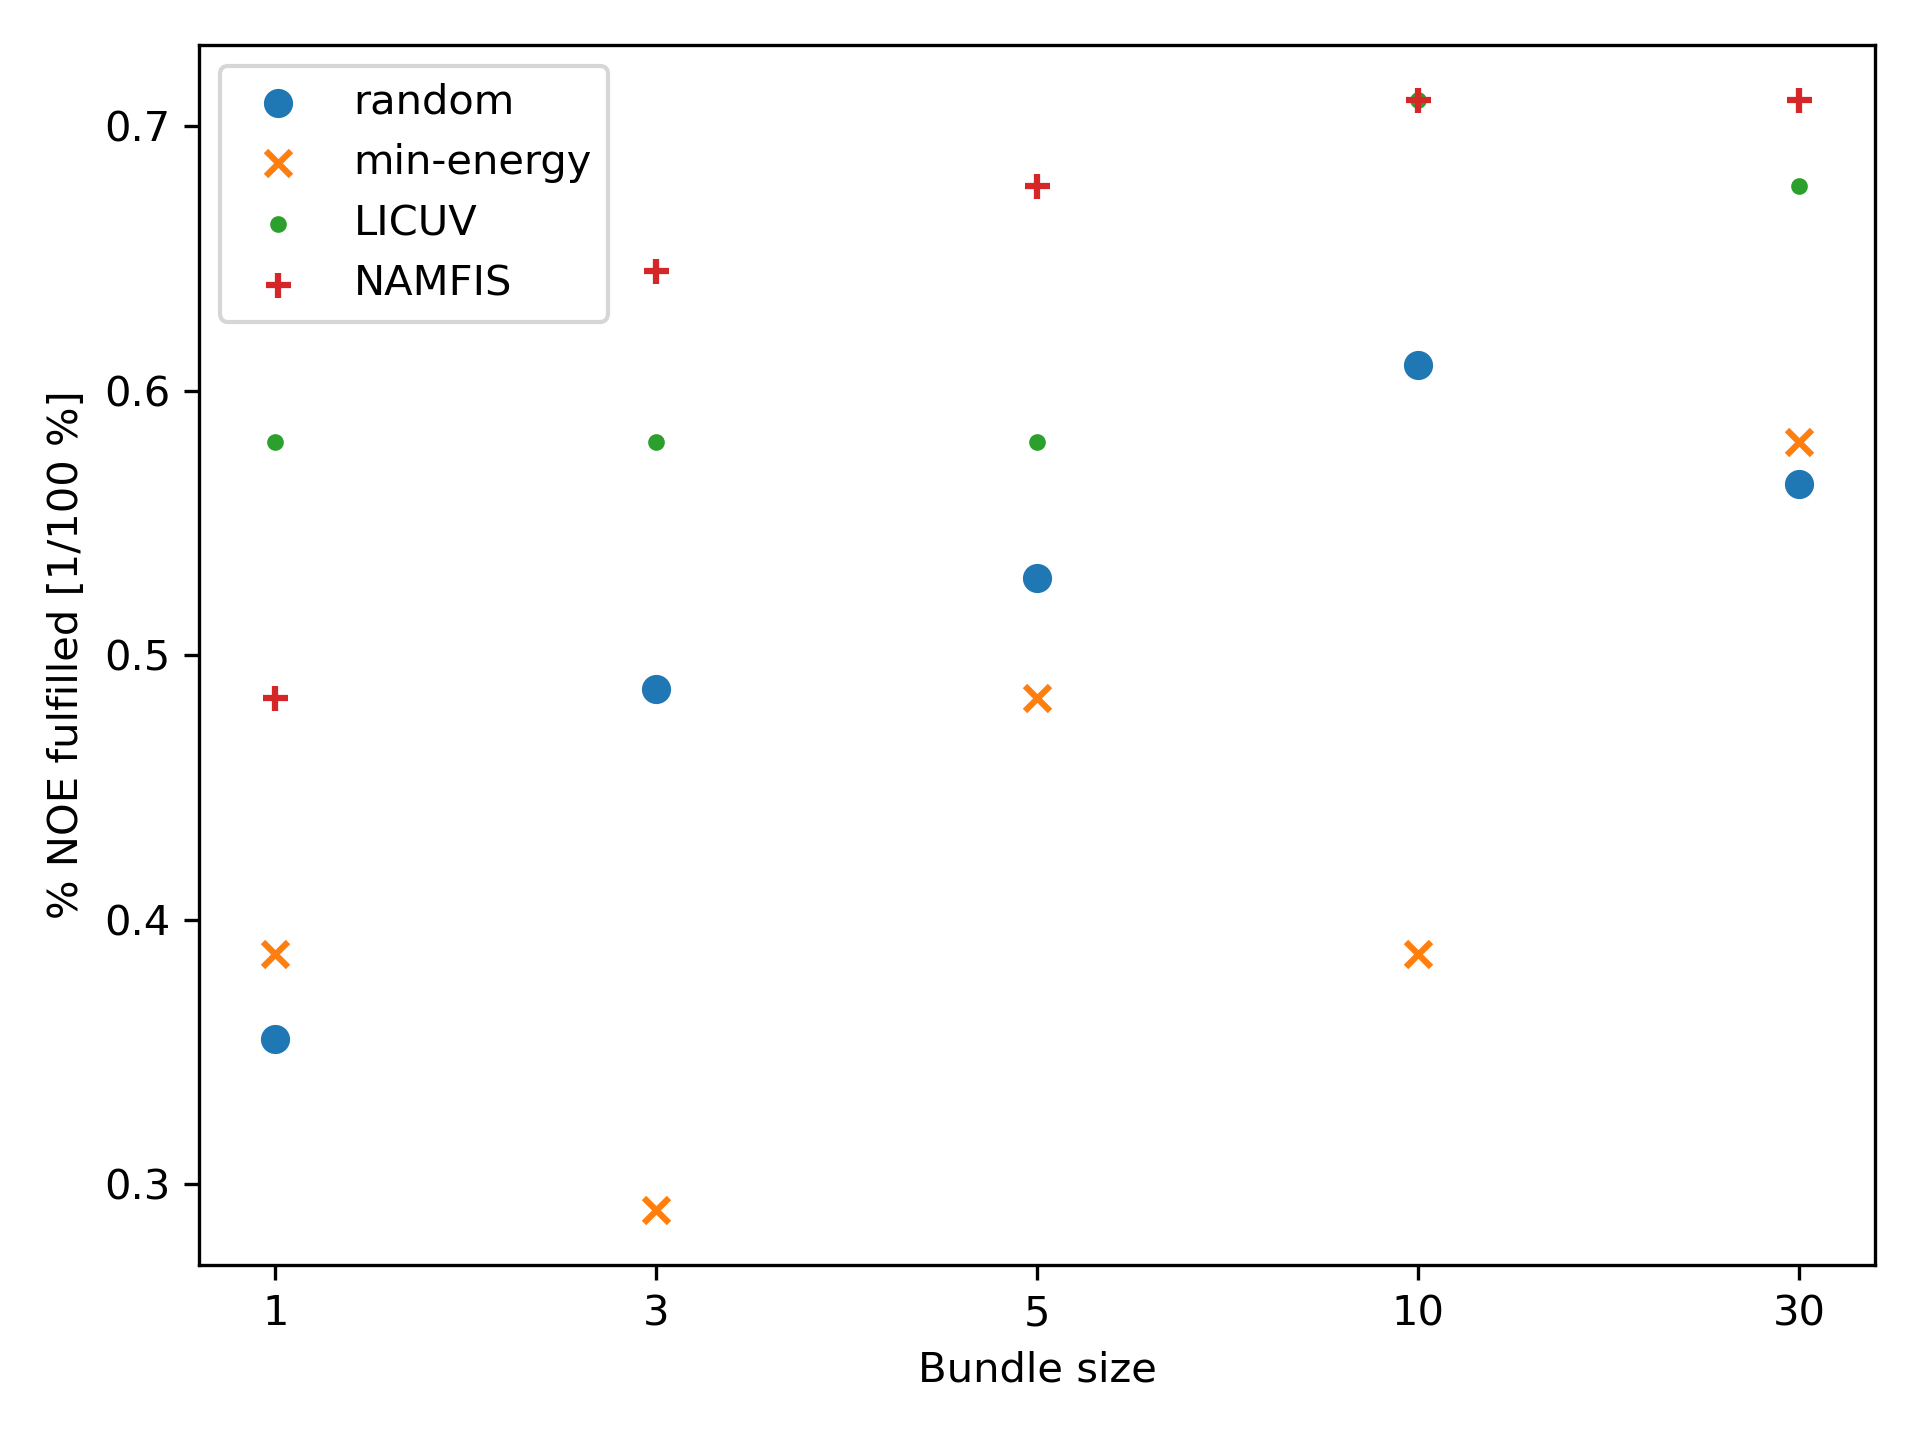 random
min-energy
LICUV
NAMFIS
0.7
0.6
0.5
0.4
0.3
% NOE fulfilled [1/100 %]
1 3 5 10 30
Bundle size